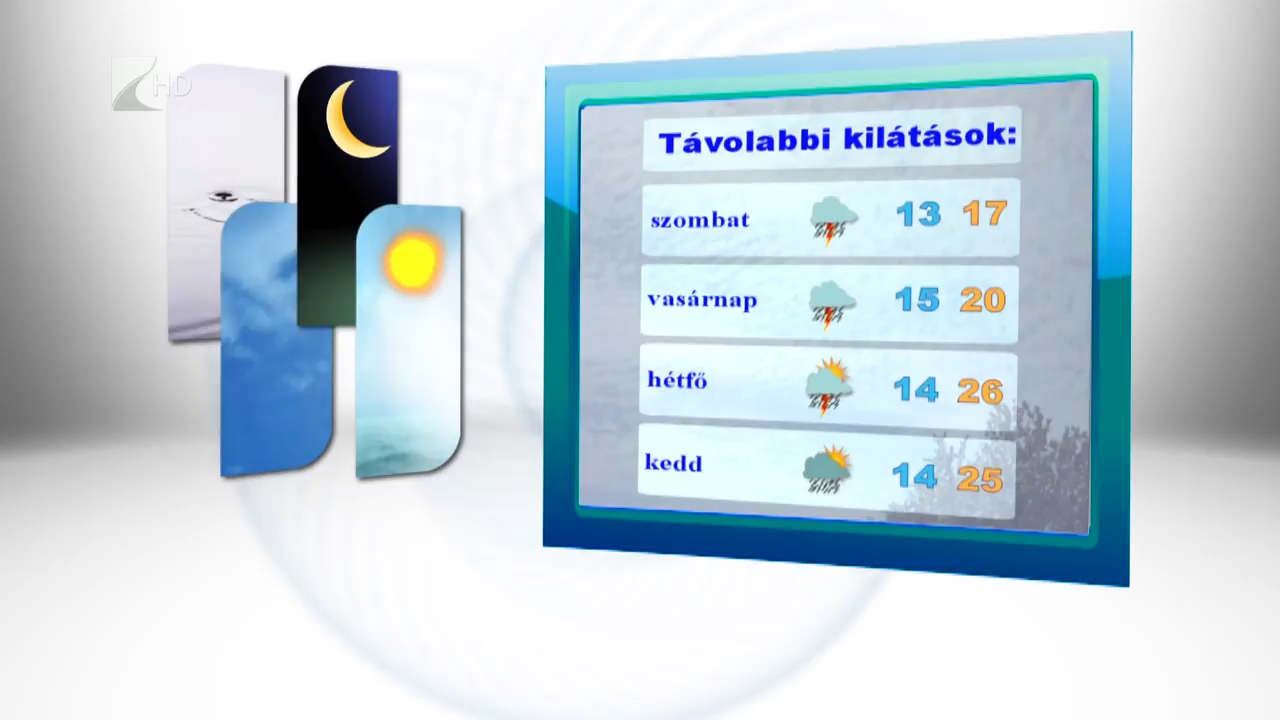 HD
Távolabbi kilátások:
szombat 13 17
vasárnap 15 20
hétfő 14 26
kedd 14 25